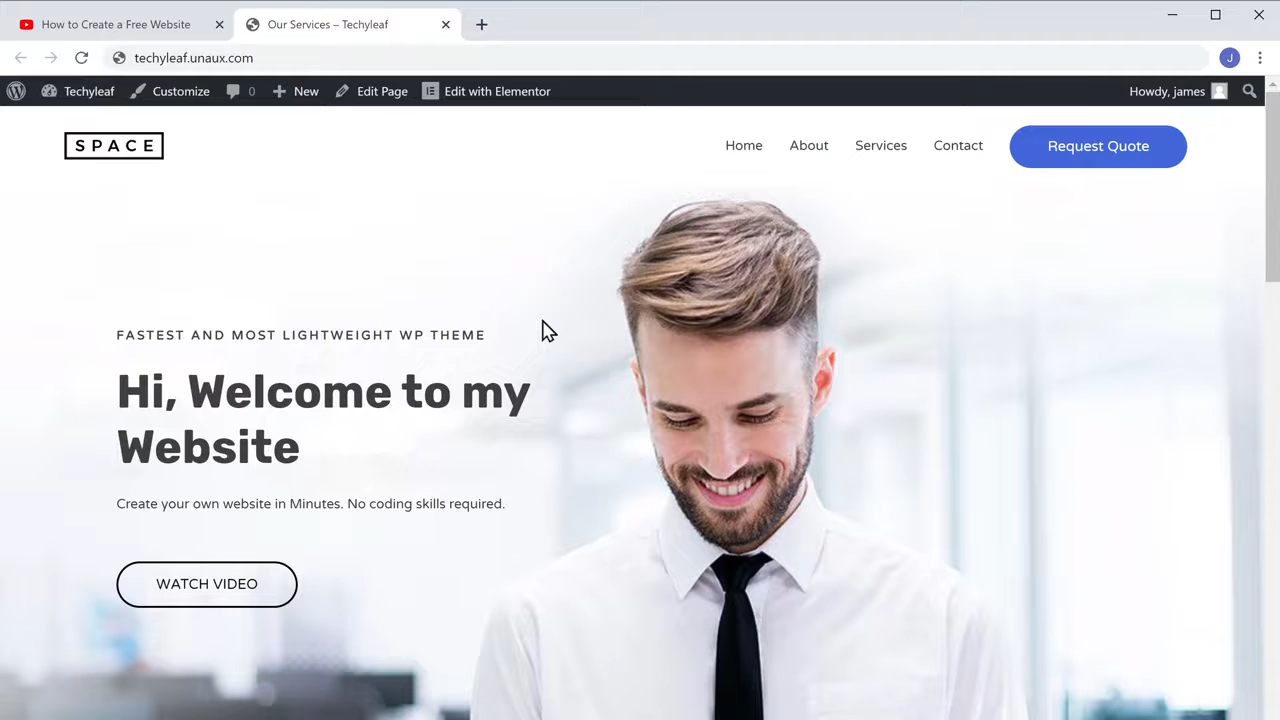 How to Create a Free Website
Our Services – Techyleaf
techyleaf.unaux.com
J
Techyleaf
Customize
0
New
Edit Page
Edit with Elementor
Howdy, james
SPACE
Home
About
Services
Contact
Request Quote
FASTEST AND MOST LIGHTWEIGHT WP THEME
Hi, Welcome to my
Website
Create your own website in Minutes. No coding skills required.
WATCH VIDEO